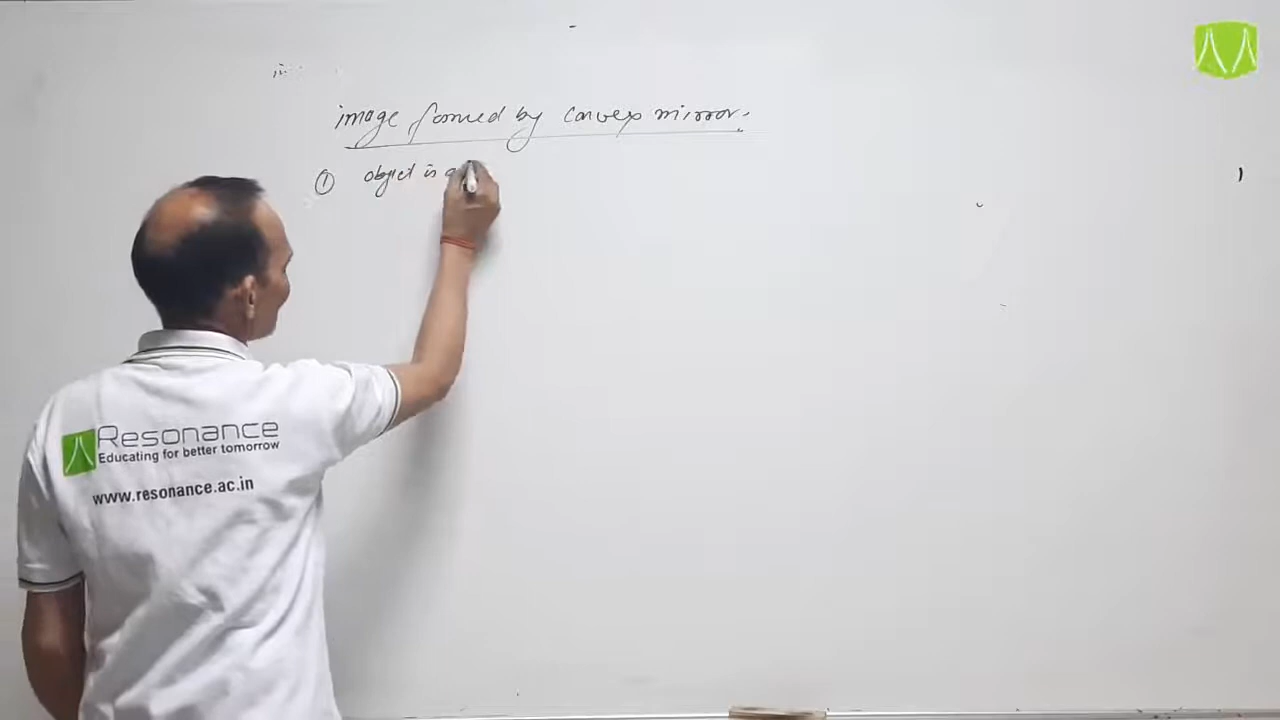 image formed by convex mirror.
① object is
Resonance
Educating for better tomorrow
www.resonance.ac.in